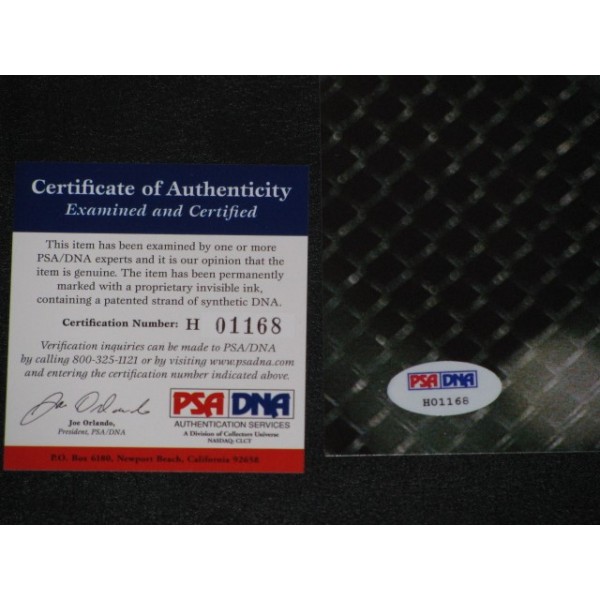 Certificate of Authenticity
Examined and Certified
This item has been examined by one or more
PSA/DNA experts and it is our opinion that the
item is genuine. The item has been permanently
marked with a proprietary invisible ink,
containing a patented strand of synthetic DNA.
Certification Number: H 01168
Verification inquiries can be made to PSA/DNA
by calling 800-325-1121 or by visiting www.psadna.com
and entering the certification number indicated above.
Joe Orlando
Joe Orlando,
President, PSA/DNA
PSA DNA
AUTHENTICATION SERVICES
A Division of Collectors Universe
NASDAQ: CLCT
P.O. Box 6180, Newport Beach, California 92658
PSA DNA
H01168